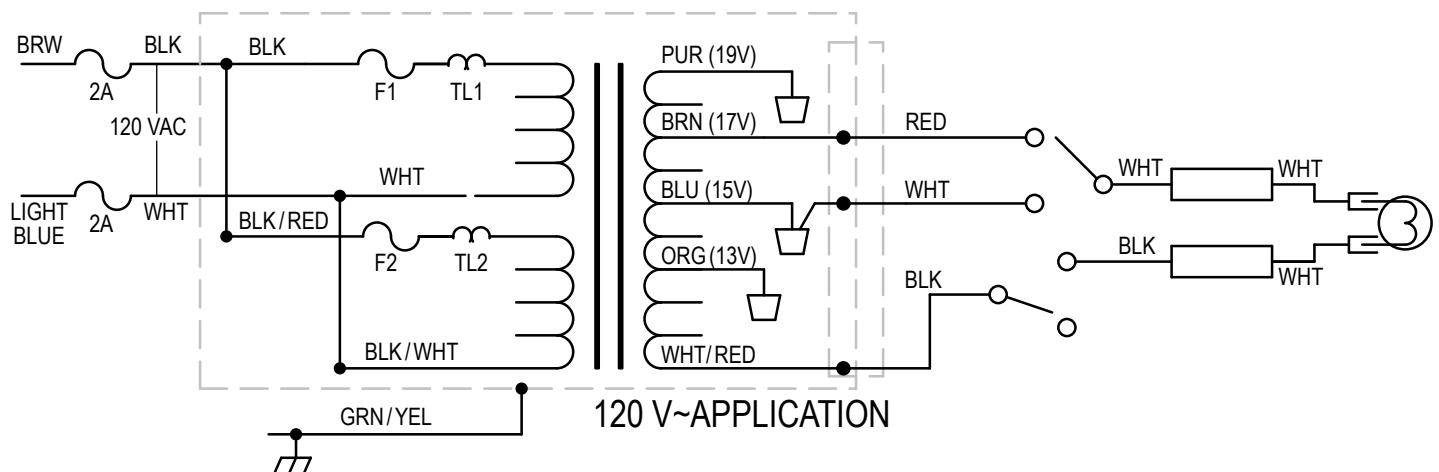 BRW
BLK
BLK
2A
F1
TL1
120 VAC
LIGHT
BLUE
2A
WHT
WHT
BLK/RED
F2
TL2
BLK/WHT
GRN/YEL
PUR (19V)
BRN (17V)
BLU (15V)
ORG (13V)
WHT/RED
RED
WHT
BLK
WHT
WHT
BLK
WHT
120 V~APPLICATION